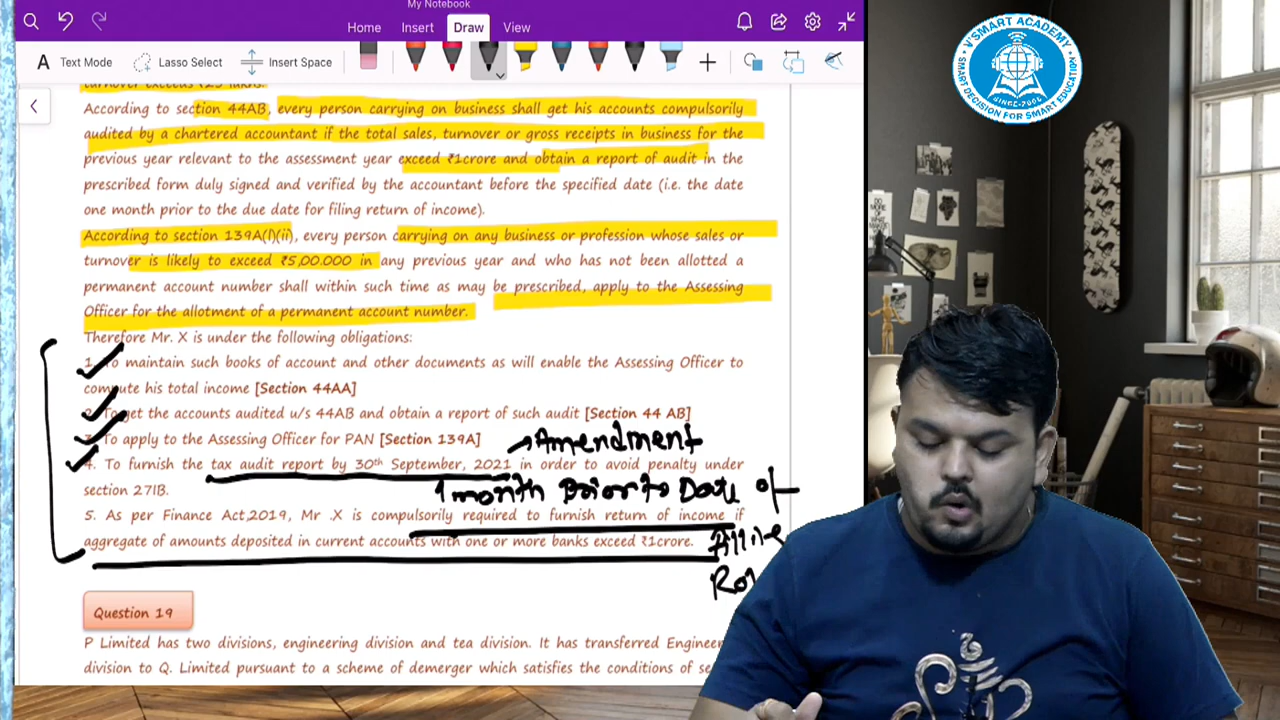 My Notebook
Home Insert Draw View
A Text Mode Lasso Select Insert Space
turnover exceeds ₹25 lakhs.
According to section 44AB, every person carrying on business shall get his accounts compulsorily
audited by a chartered accountant if the total sales, turnover or gross receipts in business for the
previous year relevant to the assessment year exceed ₹1crore and obtain a report of audit in the
prescribed form duly signed and verified by the accountant before the specified date (i.e. the date
one month prior to the due date for filing return of income).
According to section 139A(1)(ii), every person carrying on any business or profession whose sales or
turnover is likely to exceed ₹5,00.000 in any previous year and who has not been allotted a
permanent account number shall within such time as may be prescribed, apply to the Assessing
Officer for the allotment of a permanent account number.
Therefore Mr. X is under the following obligations:
1. To maintain such books of account and other documents as will enable the Assessing Officer to
compute his total income [Section 44AA]
2. To get the accounts audited u/s 44AB and obtain a report of such audit [Section 44 AB]
3. To apply to the Assessing Officer for PAN [Section 139A]
Amendment
4. To furnish the tax audit report by 30th September, 2021 in order to avoid penalty under
section 271B.
1 month Prior to Date of
5. As per Finance Act,2019, Mr .X is compulsorily required to furnish return of income if
aggregate of amounts deposited in current accounts with one or more banks exceed ₹1crore.
Question 19
P Limited has two divisions, engineering division and tea division. It has transferred
division to Q. Limited pursuant to a scheme of demerger which satisfies the conditions of
V'SMART ACADEMY
SINCE-2006
SMART DECISION FOR SMART EDUCATION